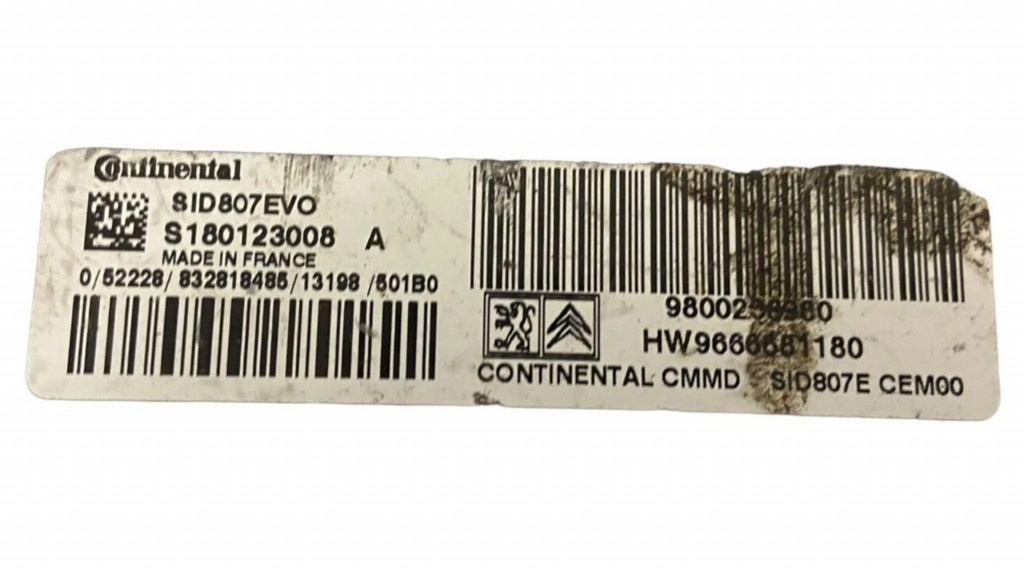 Continental
SID807EVO
S180123008 A
MADE IN FRANCE
0/52228/ 832818485/13198 /501B0
HW9666681180
CONTINENTAL CMMD SID807E CEM00